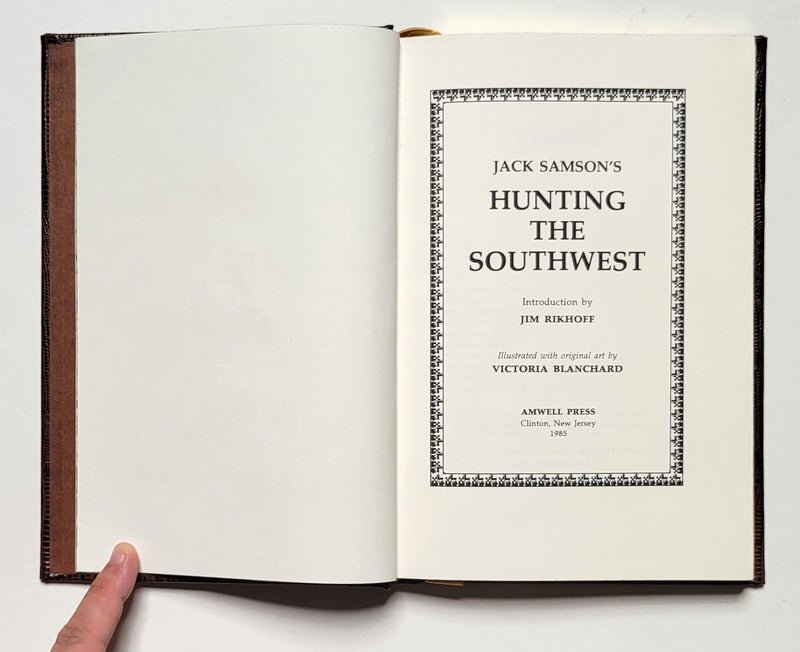 JACK SAMSON'S
HUNTING
THE
SOUTHWEST
Introduction by
JIM RIKHOFF
Illustrated with original art by
VICTORIA BLANCHARD
AMWELL PRESS
Clinton, New Jersey
1985